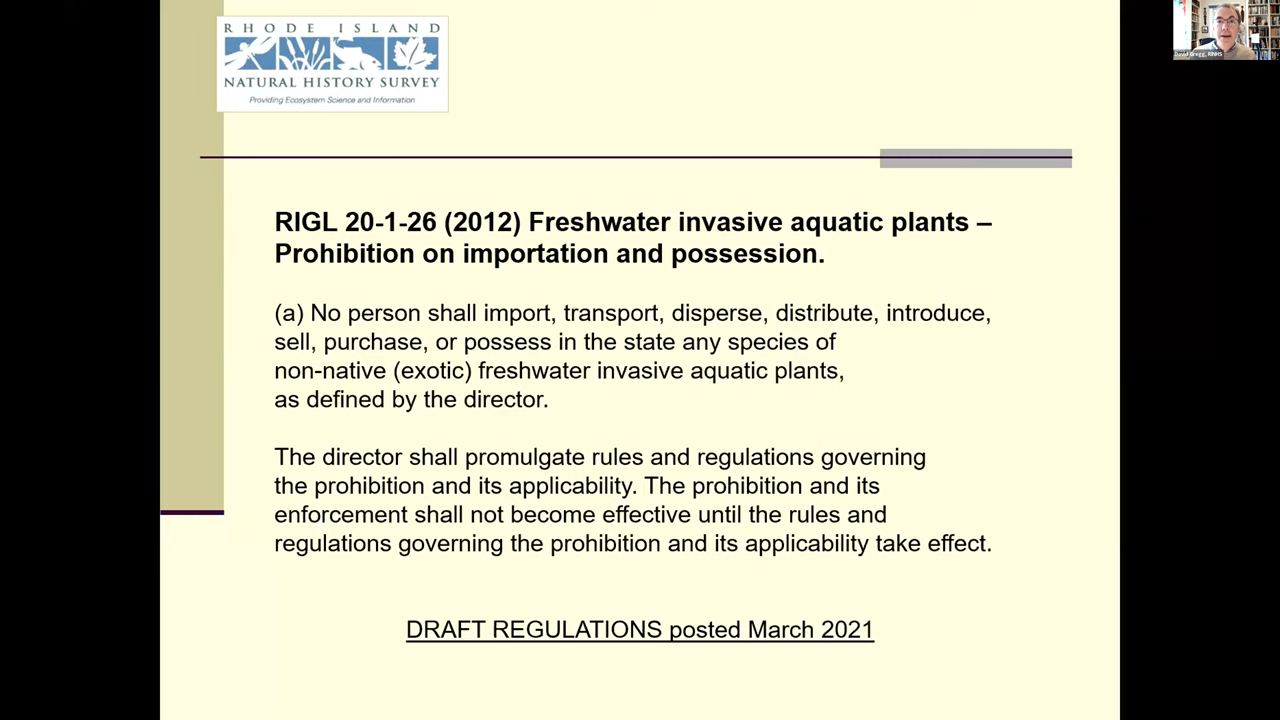 RHODE ISLAND
NATURAL HISTORY SURVEY
Providing Ecosystem Science and Information
David Gregg, RINHS
RIGL 20-1-26 (2012) Freshwater invasive aquatic plants –
Prohibition on importation and possession.
(a) No person shall import, transport, disperse, distribute, introduce,
sell, purchase, or possess in the state any species of
non-native (exotic) freshwater invasive aquatic plants,
as defined by the director.
The director shall promulgate rules and regulations governing
the prohibition and its applicability. The prohibition and its
enforcement shall not become effective until the rules and
regulations governing the prohibition and its applicability take effect.
DRAFT REGULATIONS posted March 2021